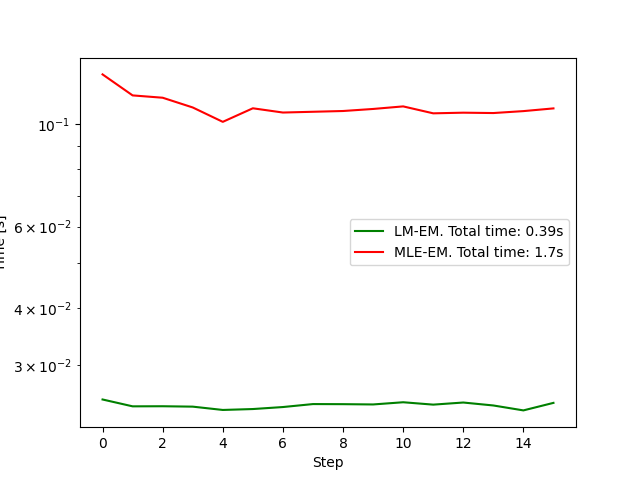 Time [s]
10⁻¹
6 × 10⁻²
4 × 10⁻²
3 × 10⁻²
LM-EM. Total time: 0.39s
MLE-EM. Total time: 1.7s
0 2 4 6 8 10 12 14
Step